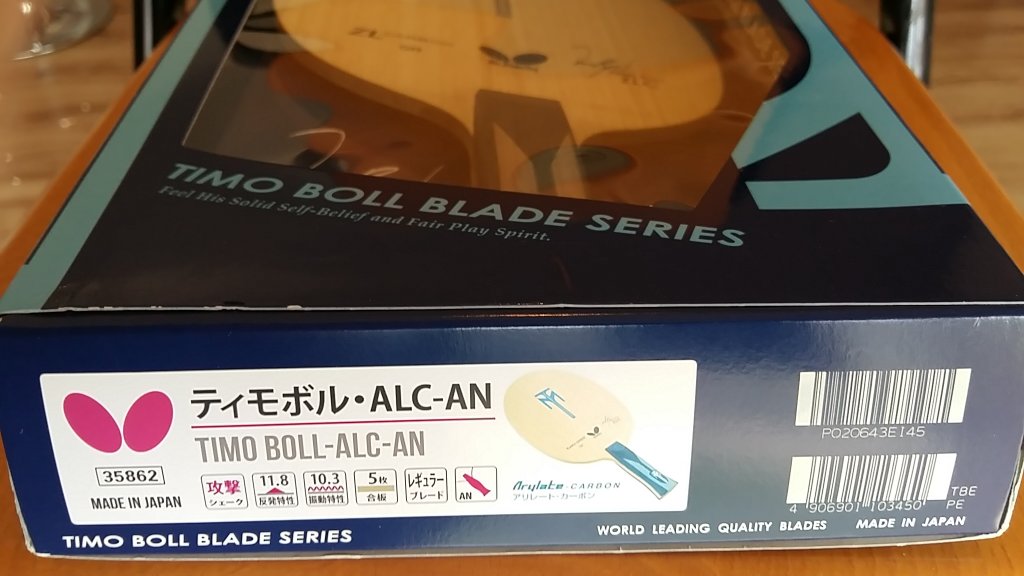 TIMO BOLL BLADE SERIES
Feel His Solid Self-Belief and Fair Play Spirit.
ティモボル・ALC-AN
TIMO BOLL-ALC-AN
35862
MADE IN JAPAN
攻撃
シェーク
11.8
反発特性
10.3
振動特性
5枚
合板
レギュラー
ブレード
AN
Arylate-CARBON
アリレート・カーボン
P020643E145
4 906901 103450
TBE
PE
TIMO BOLL BLADE SERIES
WORLD LEADING QUALITY BLADES
MADE IN JAPAN